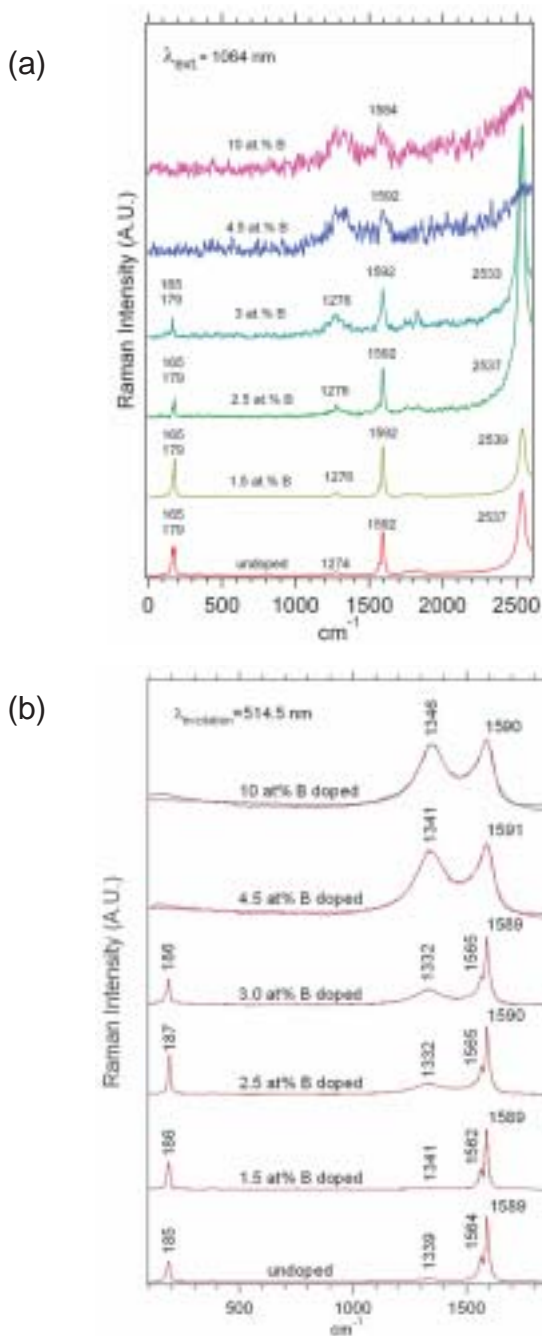 (a)
λext = 1064 nm
1584
10 at % B
1592
4.5 at % B
165
179
1276
1592
2533
3 at % B
165
179
1276
1592
2537
2.5 at % B
165
179
1276
1592
2539
1.5 at % B
165
179
1274
1592
2537
undoped
Raman Intensity (A.U.)
0 500 1000 1500 2000 2500
cm-1
(b)
=514.5 nm
1346
1590
10 at% B doped
1341
1591
4.5 at% B doped
186
1332
1565
1589
3.0 at% B doped
187
1332
1565
1590
2.5 at% B doped
186
1341
1562
1589
1.5 at% B doped
185
1339
1564
1589
undoped
Raman Intensity (A.U.)
500 1000 1500
cm-1